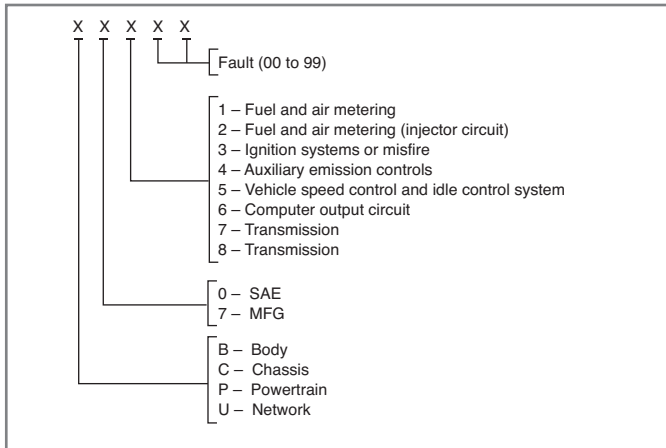 X X X X X
Fault (00 to 99)
1 – Fuel and air metering
2 – Fuel and air metering (injector circuit)
3 – Ignition systems or misfire
4 – Auxiliary emission controls
5 – Vehicle speed control and idle control system
6 – Computer output circuit
7 – Transmission
8 – Transmission
0 – SAE
7 – MFG
B – Body
C – Chassis
P – Powertrain
U – Network